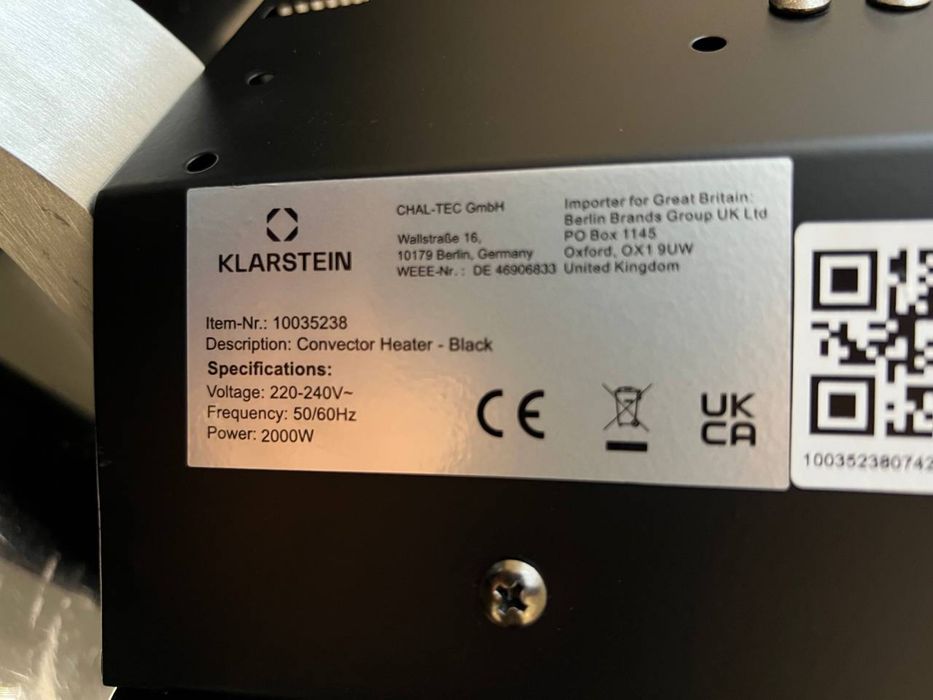 KLARSTEIN
CHAL-TEC GmbH
Wallstraße 16,
10179 Berlin, Germany
WEEE-Nr.: DE 46906833
Importer for Great Britain:
Berlin Brands Group UK Ltd
PO Box 1145
Oxford, OX1 9UW
United Kingdom
Item-Nr.: 10035238
Description: Convector Heater - Black
Specifications:
Voltage: 220-240V~
Frequency: 50/60Hz
Power: 2000W
CE
UK
CA
100352380742